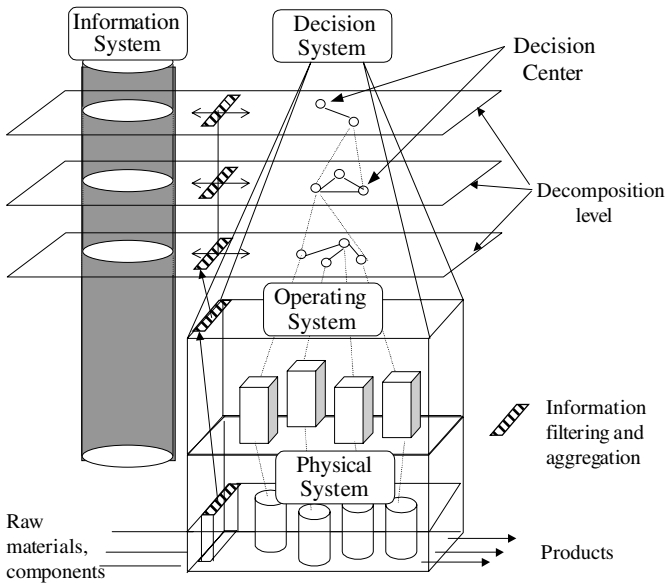 Information
System
Decision
System
Decision
Center
Decomposition
level
Operating
System
Information
filtering and
aggregation
Physical
System
Raw
materials,
components
Products